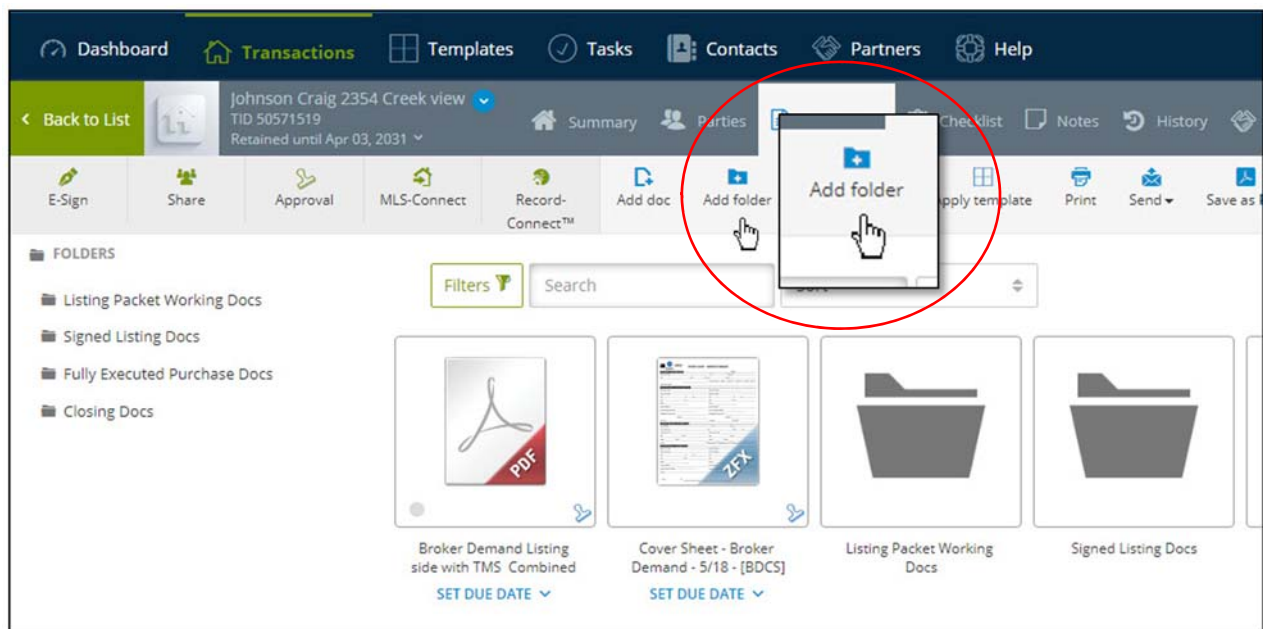 Dashboard
Transactions
Templates
Tasks
Contacts
Partners
Help
Back to List
Johnson Craig 2354 Creek view
TID 50571519
Retained until Apr 03, 2031
Summary
Parties
Checklist
Notes
History
E-Sign
Share
Approval
MLS-Connect
Record-
Connect™
Add doc
Add folder
Add folder
Apply template
Print
Send
Save as
FOLDERS
Listing Packet Working Docs
Signed Listing Docs
Fully Executed Purchase Docs
Closing Docs
Filters
Search
PDF
ZFX
Broker Demand Listing
side with TMS Combined
SET DUE DATE
Cover Sheet - Broker
Demand - 5/18 - [BDCS]
SET DUE DATE
Listing Packet Working
Docs
Signed Listing Docs